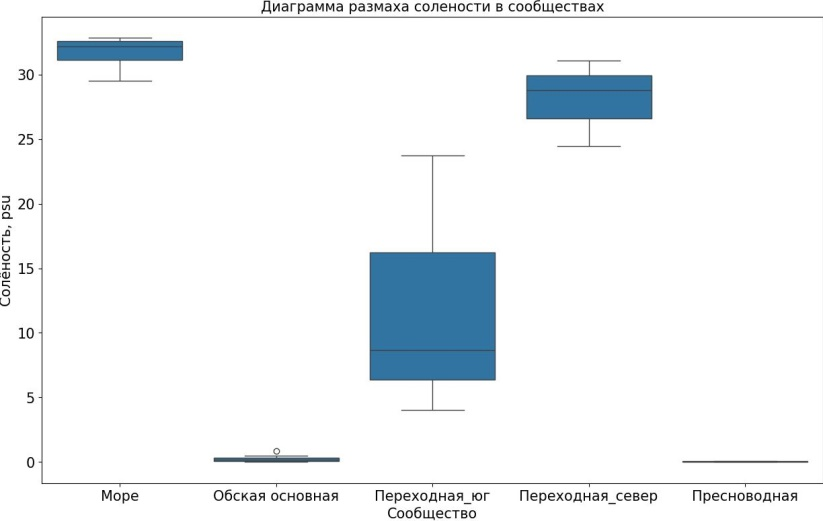 Диаграмма размаха солености в сообществах
Солёность, psu
30
25
20
15
10
5
0
Море Обская основная Переходная_юг Переходная_север Пресноводная
Сообщество